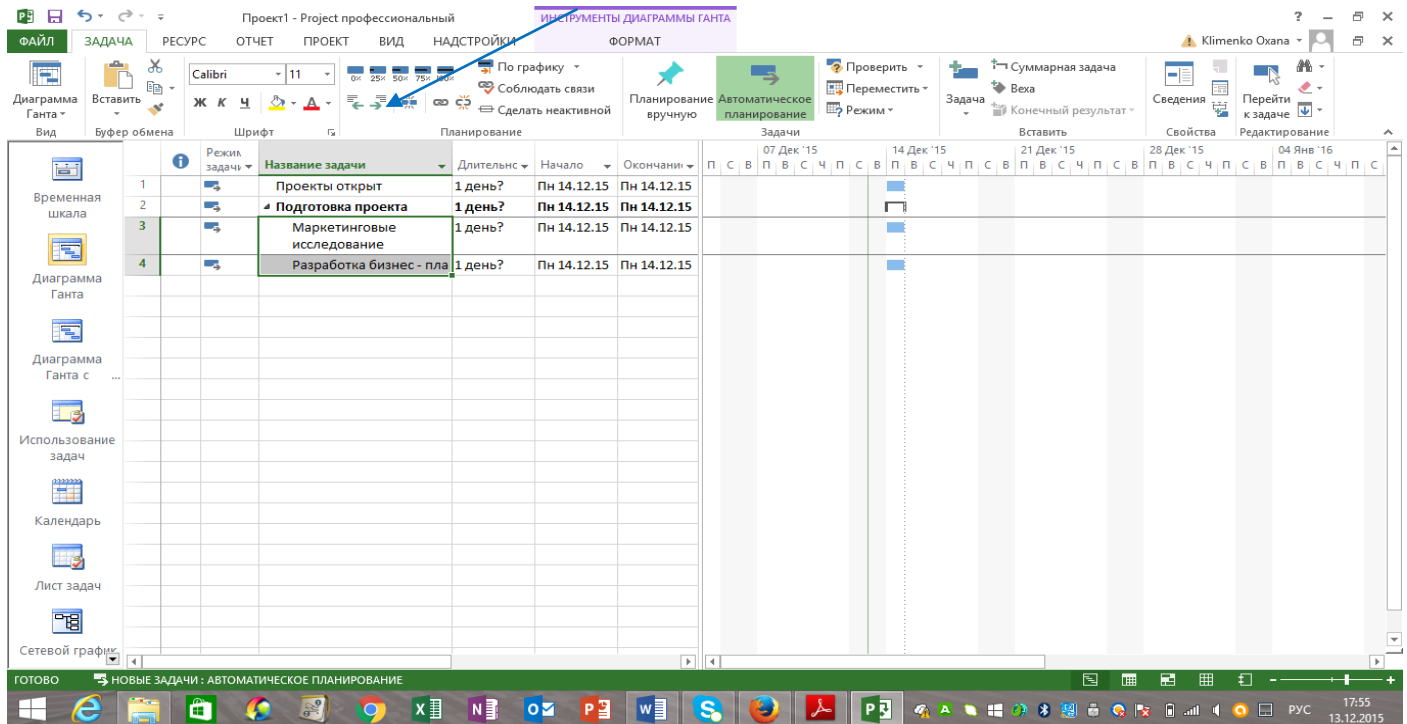 Проект1 - Project профессиональный
ИНСТРУМЕНТЫ ДИАГРАММЫ ГАНТА
?
ФАЙЛ ЗАДАЧА РЕСУРС ОТЧЕТ ПРОЕКТ ВИД НАДСТРОЙКИ ФОРМАТ
Klimenko Oxana
Диаграмма Ганта
Вид
Вставить
Буфер обмена
Calibri 11
Ж К Ч А
Шрифт
0× 25× 50× 75×
По графику
Соблюдать связи
Сделать неактивной
Планирование
Планирование вручную
Автоматическое планирование
Проверить
Переместить
Режим
Задачи
Задача
Суммарная задача
Веха
Конечный результат
Вставить
Сведения
Свойства
Перейти к задаче
Редактирование
Режим задачи Название задачи Длительнс Начало Окончани
07 Дек '15 14 Дек '15 21 Дек '15 28 Дек '15 04 Янв '16
П С В П В С Ч П С В П В С Ч П С В П В С Ч П С В П В С Ч П С В П В С Ч П С
1 Проекты открыт 1 день? Пн 14.12.15 Пн 14.12.15
2 Подготовка проекта 1 день? Пн 14.12.15 Пн 14.12.15
3 Маркетинговые исследование 1 день? Пн 14.12.15 Пн 14.12.15
4 Разработка бизнес - пла 1 день? Пн 14.12.15 Пн 14.12.15
Временная шкала
Диаграмма Ганта
Диаграмма Ганта с ...
Использование задач
Календарь
Лист задач
Сетевой график
ГОТОВО НОВЫЕ ЗАДАЧИ : АВТОМАТИЧЕСКОЕ ПЛАНИРОВАНИЕ
РУС
17:55
13.12.2015